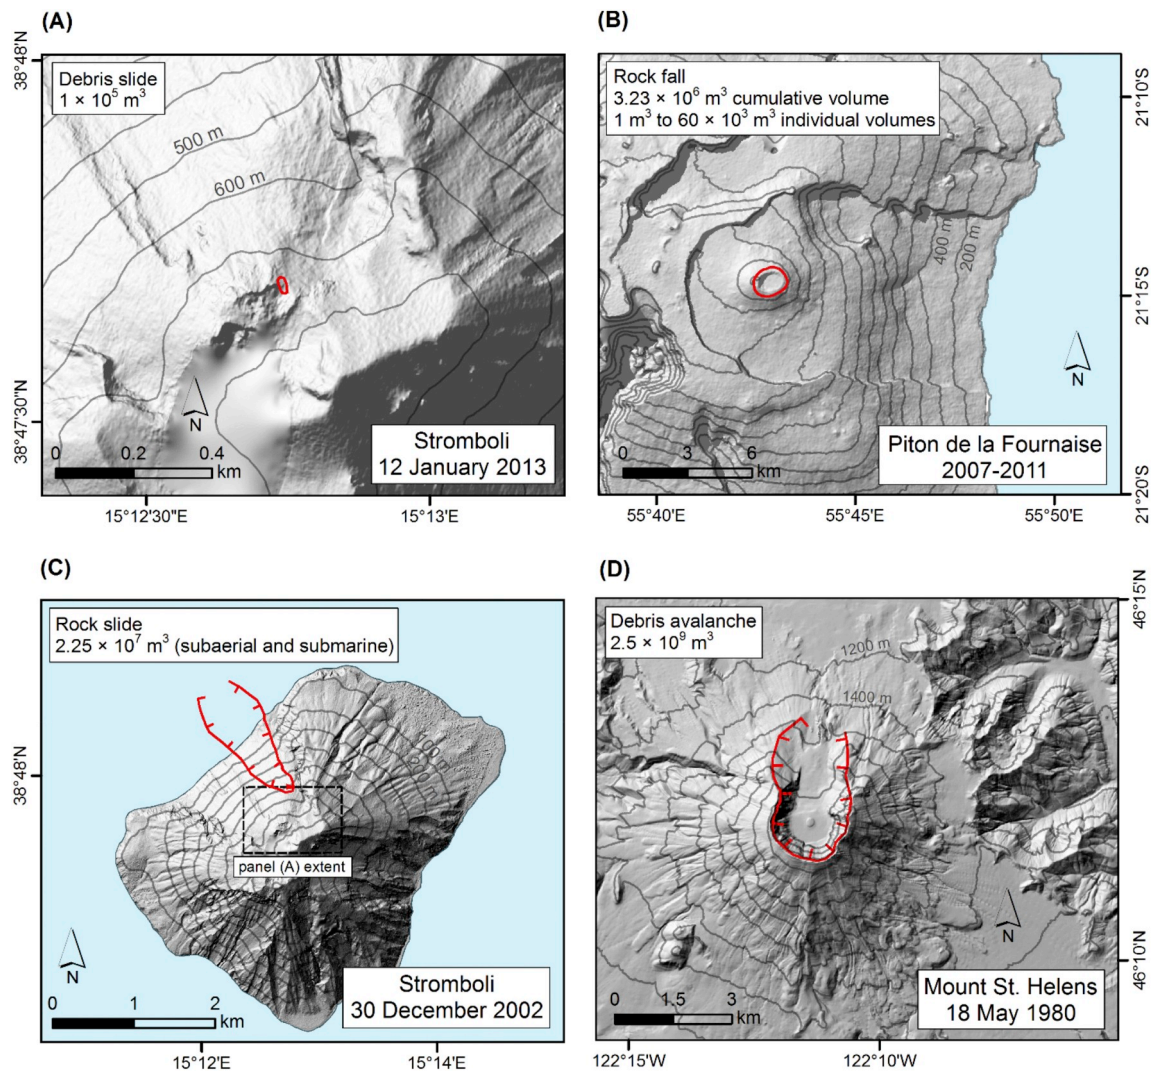 (A)
38°48'N
Debris slide
1 × 10⁵ m³
500 m
600 m
38°47'30"N
N
0 0.2 0.4
km
Stromboli
12 January 2013
15°12'30"E 15°13'E
(B)
Rock fall
3.23 × 10⁶ m³ cumulative volume
1 m³ to 60 × 10³ m³ individual volumes
21°10'S
400 m
200 m
21°15'S
N
0 3 6
km
Piton de la Fournaise
2007-2011
21°20'S
55°40'E 55°45'E 55°50'E
(C)
Rock slide
2.25 × 10⁷ m³ (subaerial and submarine)
38°48'N
panel (A) extent
N
0 1 2
km
Stromboli
30 December 2002
15°12'E 15°14'E
(D)
46°15'N
Debris avalanche
2.5 × 10⁹ m³
1200 m
1400 m
N
0 1.5 3
km
Mount St. Helens
18 May 1980
46°10'N
122°15'W 122°10'W